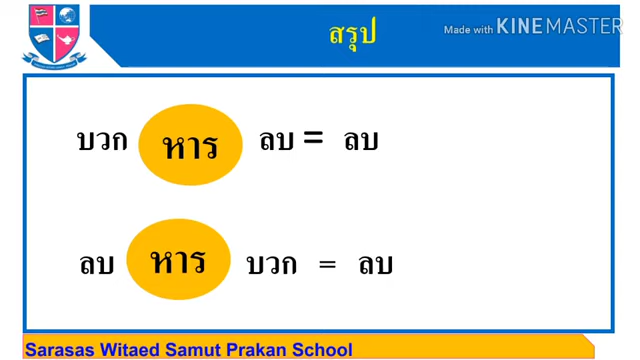 สรุป
Made with KINEMASTER
บวก หาร ลบ = ลบ
ลบ หาร บวก = ลบ
Sarasas Witaed Samut Prakan School